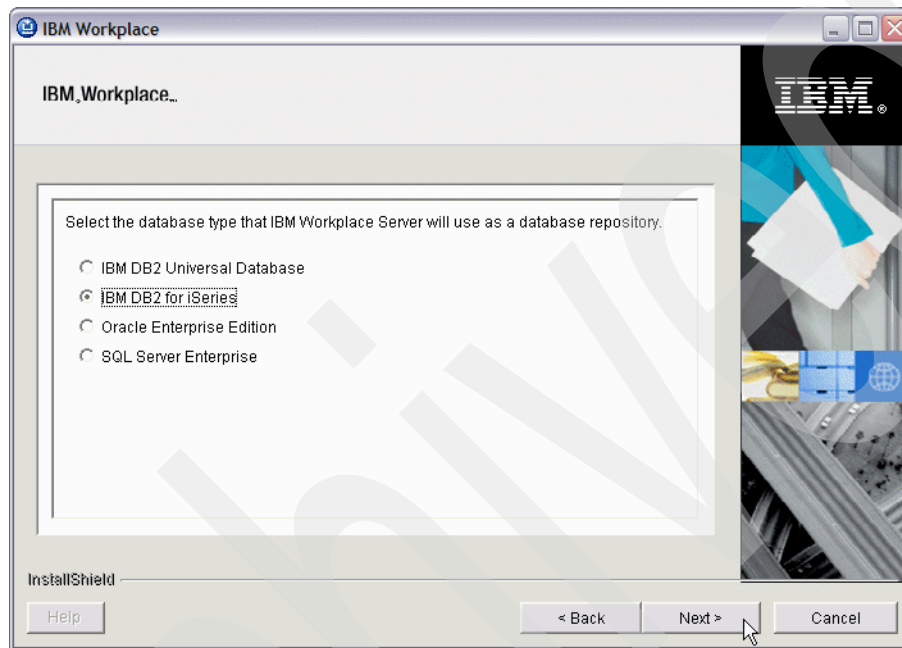 IBM Workplace
IBM Workplace™
IBM®
Select the database type that IBM Workplace Server will use as a database repository.
IBM DB2 Universal Database
IBM DB2 for iSeries
Oracle Enterprise Edition
SQL Server Enterprise
InstallShield
Help
< Back
Next >
Cancel